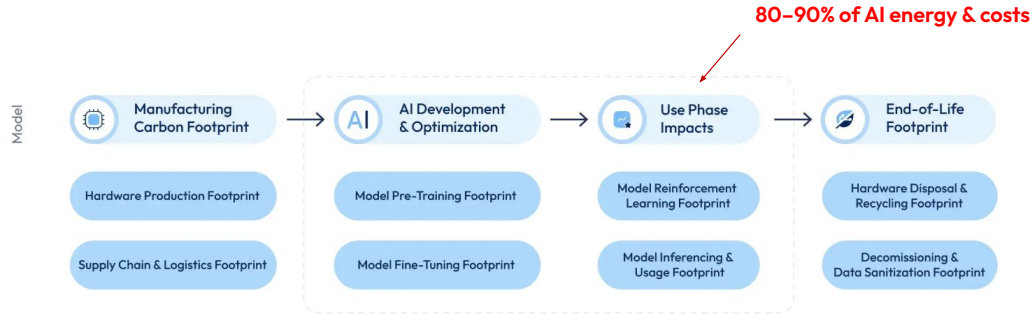 80–90% of AI energy & costs
Model
Manufacturing
Carbon Footprint
AI
AI Development
& Optimization
Use Phase
Impacts
End-of-Life
Footprint
Hardware Production Footprint
Model Pre-Training Footprint
Model Reinforcement
Learning Footprint
Hardware Disposal &
Recycling Footprint
Supply Chain & Logistics Footprint
Model Fine-Tuning Footprint
Model Inferencing &
Usage Footprint
Decomissioning &
Data Sanitization Footprint